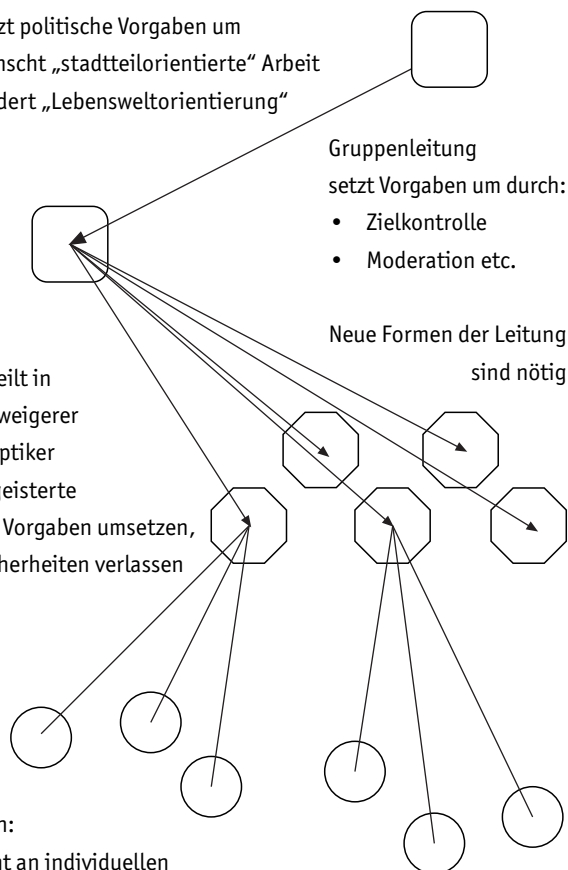 zt politische Vorgaben um
nscht „stadtteilorientierte“ Arbeit
dert „Lebensweltorientierung“
Gruppenleitung
setzt Vorgaben um durch:
• Zielkontrolle
• Moderation etc.
Neue Formen der Leitung
sind nötig
eilt in
weigerer
ptiker
geisterte
Vorgaben umsetzen,
cherheiten verlassen
n:
nt an individuellen